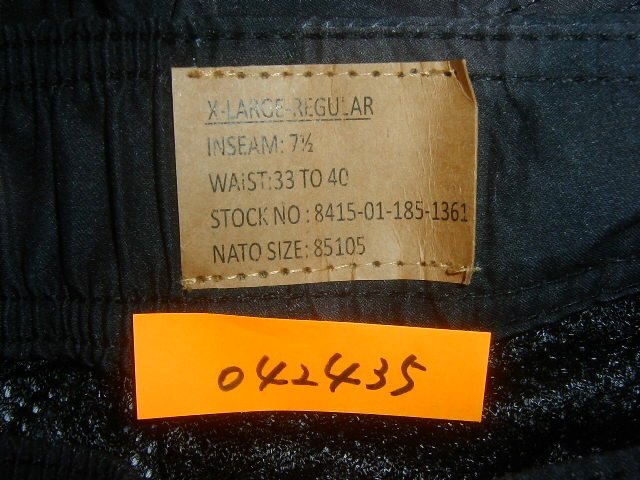 X-LARGE-REGULAR
INSEAM: 7½
WAIST:33 TO 40
STOCK NO : 8415-01-185-1361
NATO SIZE: 85105
042435